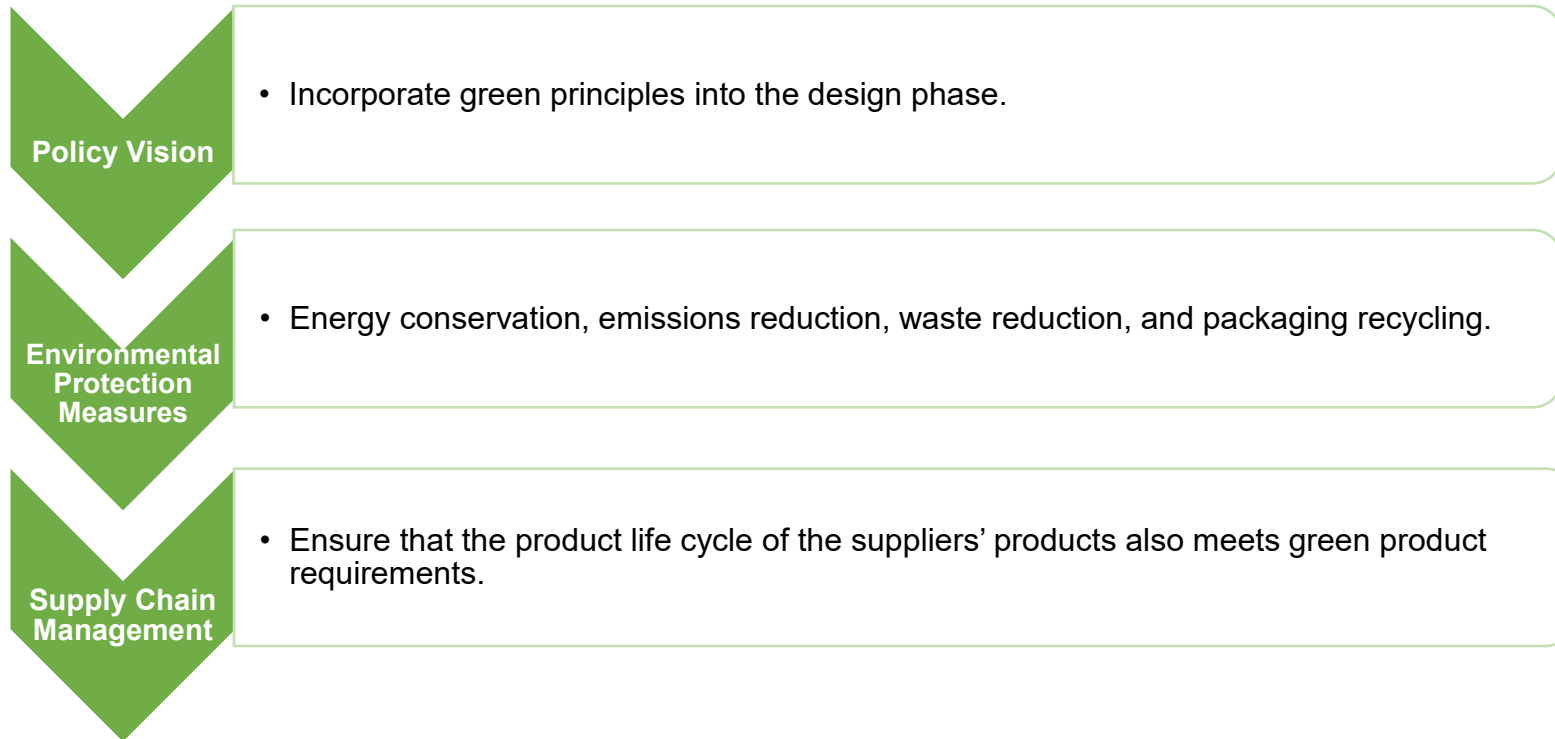 Policy Vision
• Incorporate green principles into the design phase.
Environmental
Protection
Measures
• Energy conservation, emissions reduction, waste reduction, and packaging recycling.
Supply Chain
Management
• Ensure that the product life cycle of the suppliers’ products also meets green product
requirements.